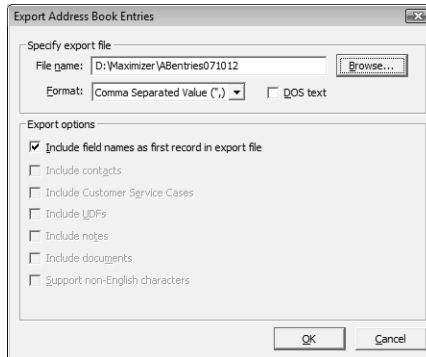 Export Address Book Entries
Specify export file
File name: D:\Maximizer\ABentries071012 Browse...
Format: Comma Separated Value (",) DOS text
Export options
Include field names as first record in export file
Include contacts
Include Customer Service Cases
Include UDFs
Include notes
Include documents
Support non-English characters
OK Cancel